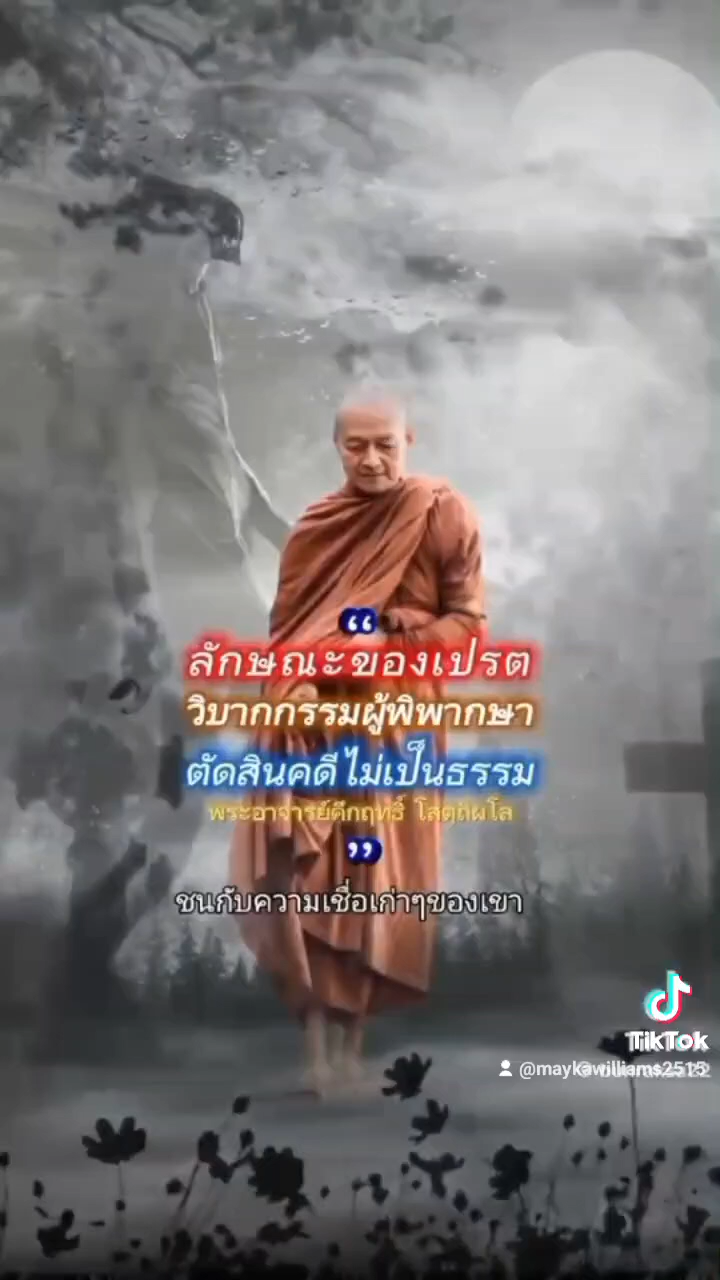 “
ลักษณะของเปรต
วิบากกรรมผู้พิพากษา
ตัดสินคดีไม่เป็นธรรม
พระอาจารย์คึกฤทธิ์ โสตฺถิผโล
”
ชนกับความเชื่อเก่าๆของเขา
TikTok
@maykawilliams2515